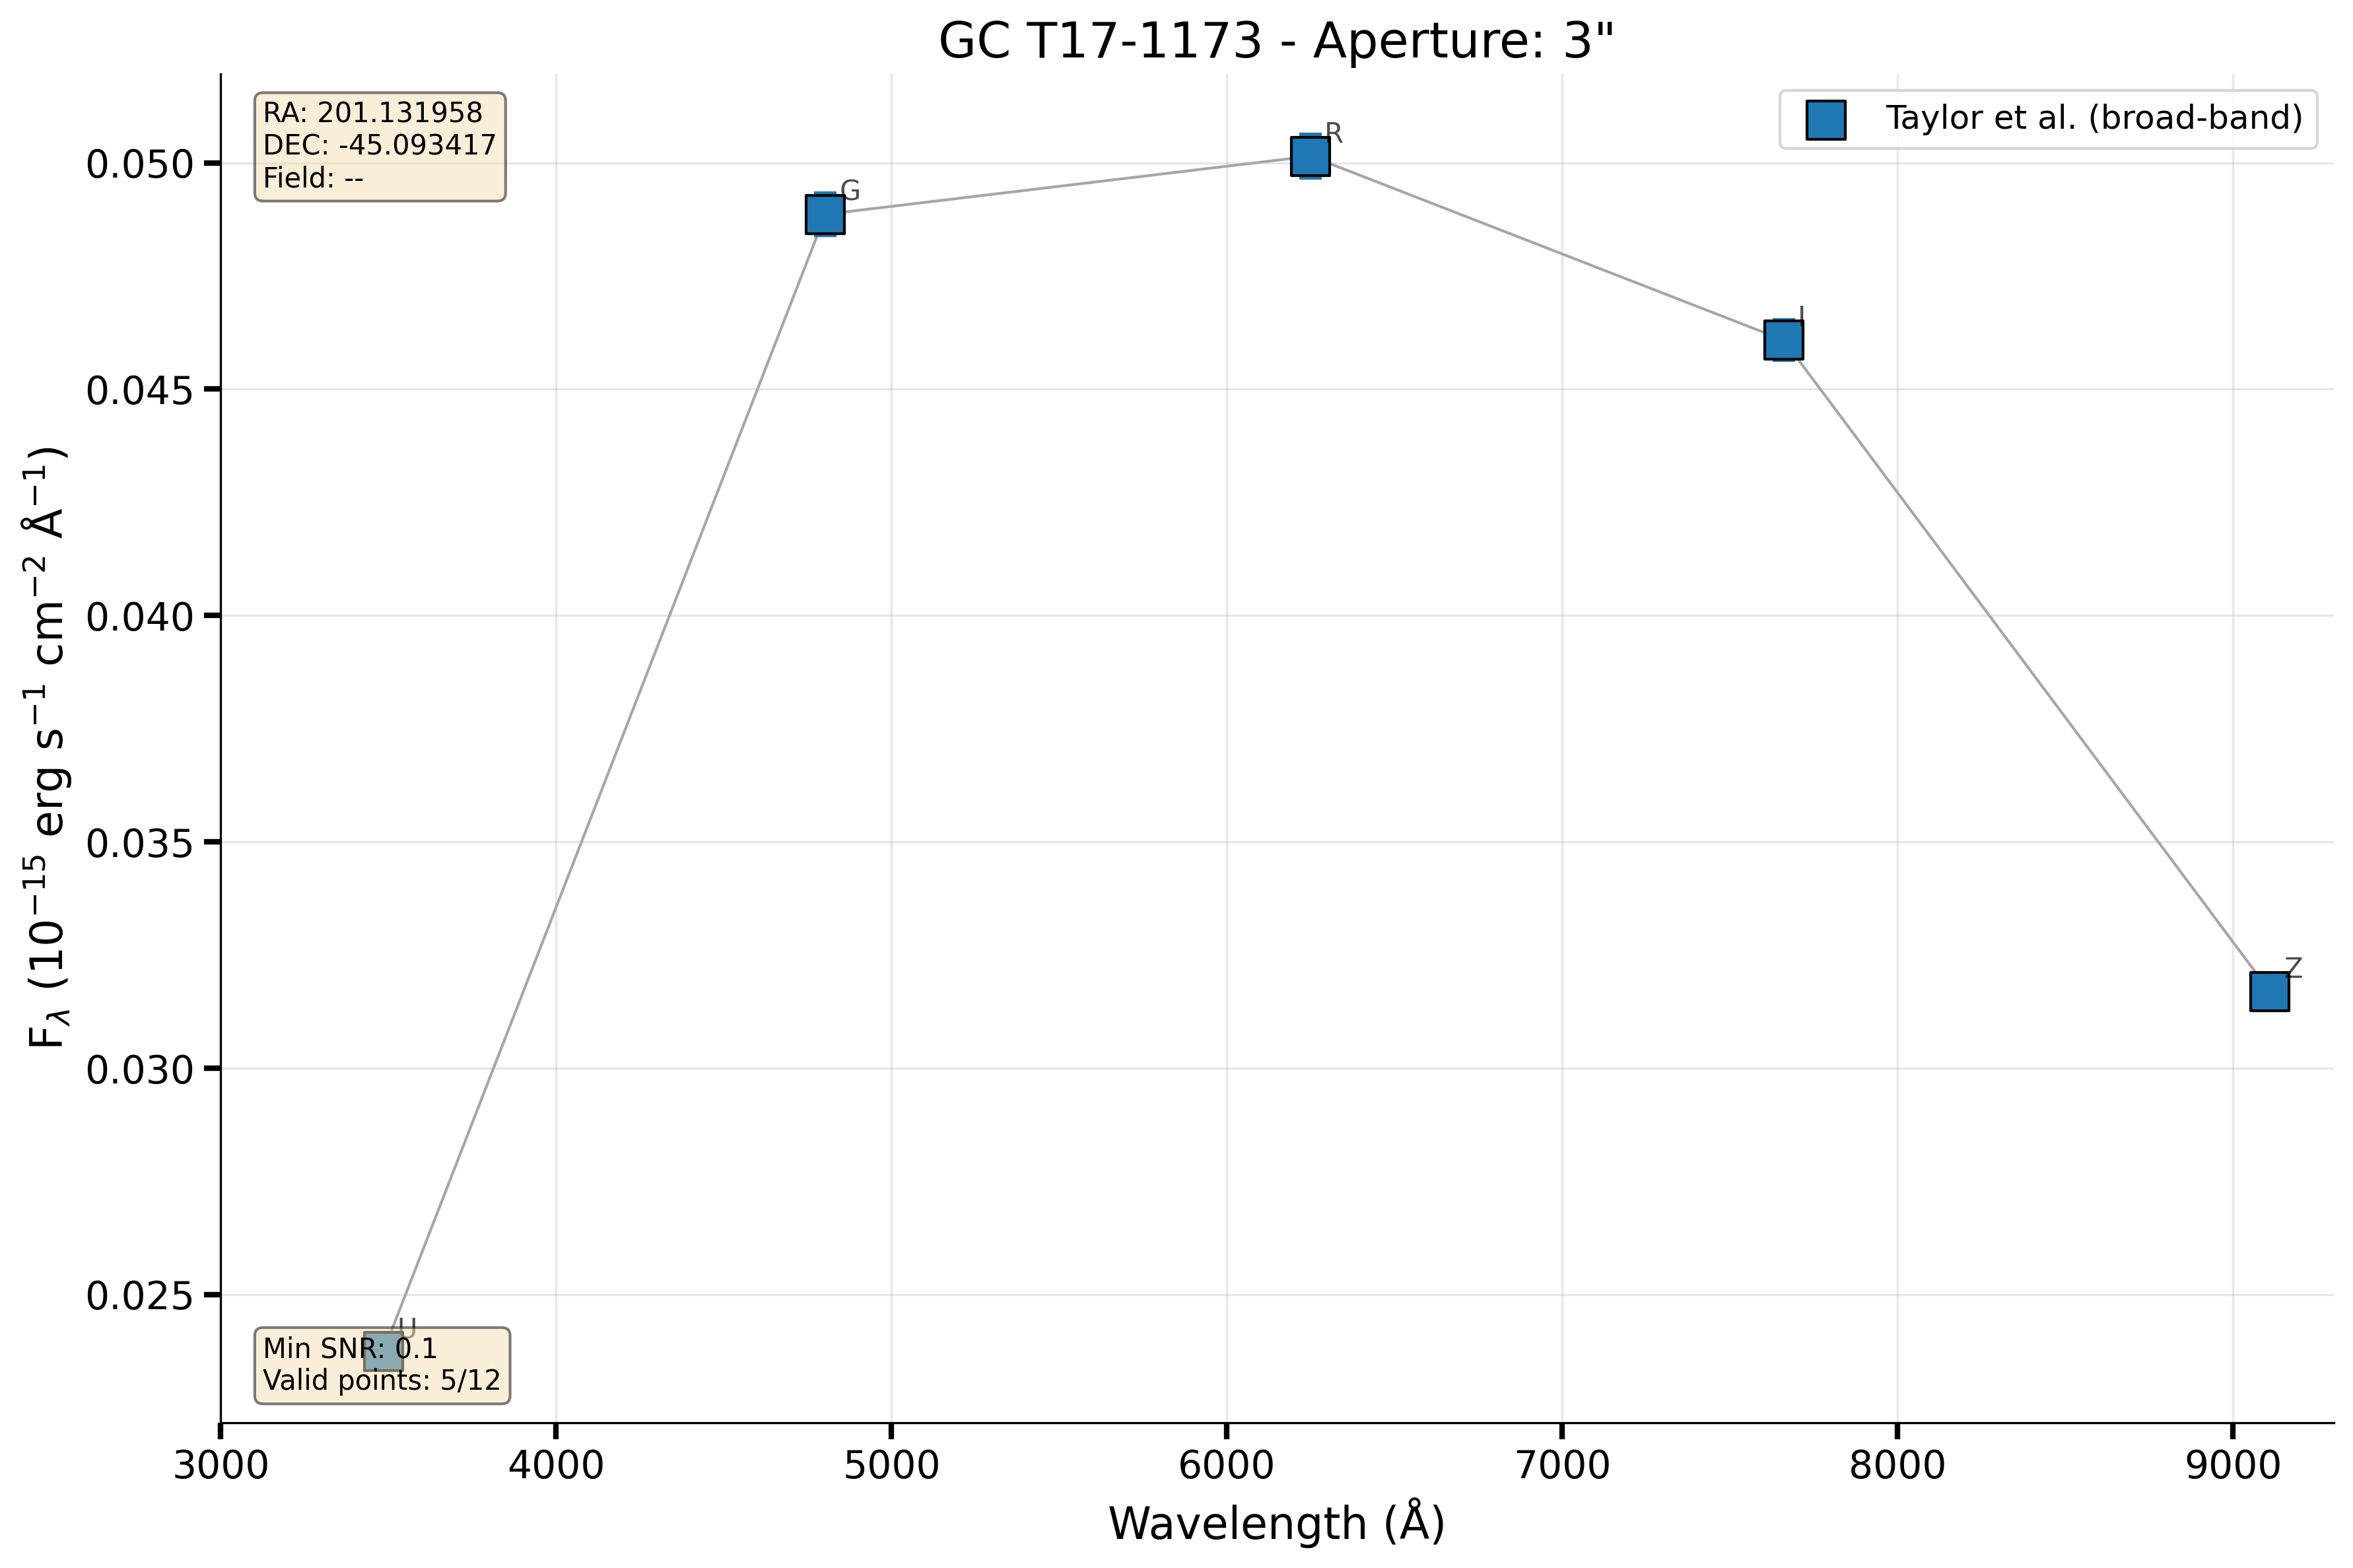 GC T17-1173 - Aperture: 3"
RA: 201.131958
DEC: -45.093417
Field: --
Taylor et al. (broad-band)
R
G
I
Z
U
Min SNR: 0.1
Valid points: 5/12
0.050
0.045
0.040
0.035
0.030
0.025
F$_{λ}$ (10$^{−15}$ erg s$^{−1}$ cm$^{−2}$ Å$^{−1}$)
3000 4000 5000 6000 7000 8000 9000
Wavelength (Å)